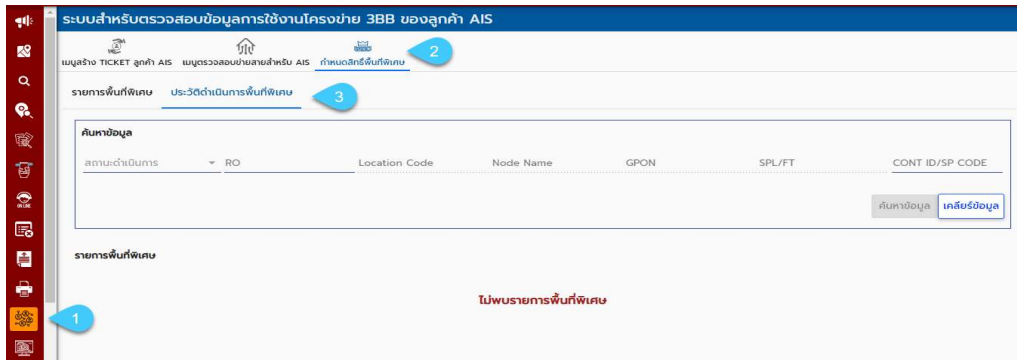 ระบบสำหรับตรวจสอบข้อมูลการใช้งานโครงข่าย 3BB ของลูกค้า AIS
2
เมนูสร้าง TICKET ลูกค้า AIS เมนูตรวจสอบข่ายสายสำหรับ AIS กำหนดสิทธิ์พื้นที่พิเศษ
รายการพื้นที่พิเศษ ประวัติดำเนินการพื้นที่พิเศษ 3
ค้นหาข้อมูล
สถานะดำเนินการ RO Location Code Node Name GPON SPL/FT CONT ID/SP CODE
ค้นหาข้อมูล เคลียร์ข้อมูล
รายการพื้นที่พิเศษ
ไม่พบรายการพื้นที่พิเศษ
1